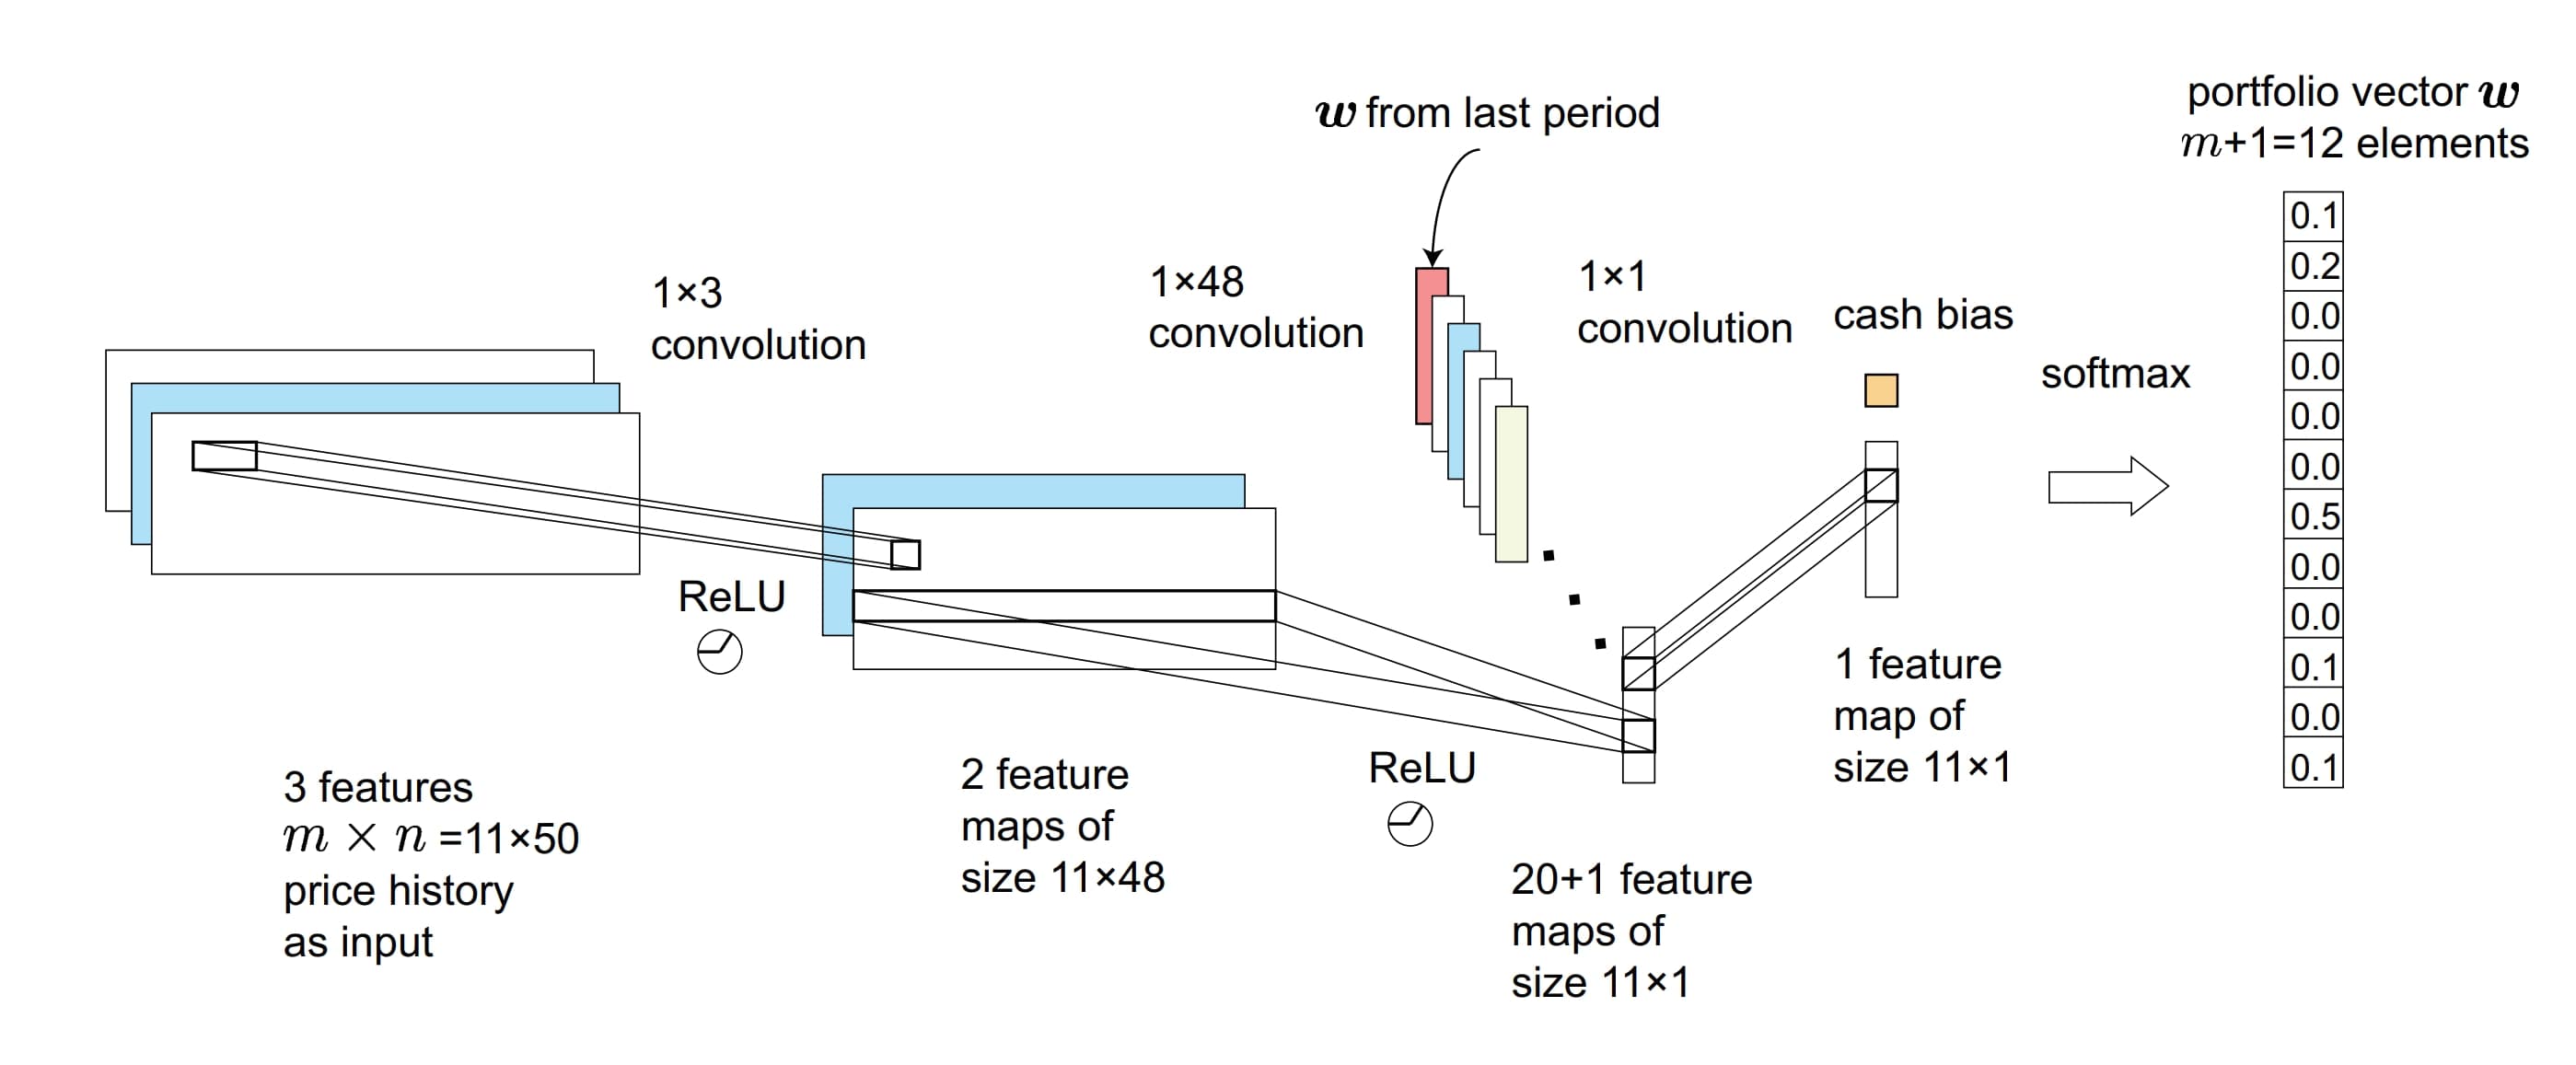 w from last period
portfolio vector w
m+1=12 elements
1×3
convolution
1×48
convolution
1×1
convolution
cash bias
softmax
ReLU
ReLU
3 features
m × n =11×50
price history
as input
2 feature
maps of
size 11×48
20+1 feature
maps of
size 11×1
1 feature
map of
size 11×1
0.1
0.2
0.0
0.0
0.0
0.0
0.5
0.0
0.0
0.1
0.0
0.1